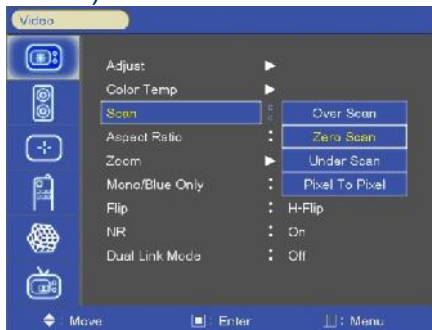 Video
Adjust
Color Temp
Scan : Over Scan
Aspect Ratio : Zero Scan
Zoom Under Scan
Mono/Blue Only : Pixel To Pixel
Flip : H-Flip
NR : On
Dual Link Mode : Off
: Move : Enter : Menu